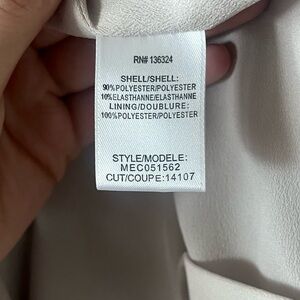 RN# 136324
SHELL/SHELL:
90%POLYESTER/POLYESTER
10%ELASTHANNE/ELASTHANNE
LINING/DOUBLURE:
100%POLYESTER/POLYESTER
STYLE/MODELE:
MEC051562
CUT/COUPE:14107